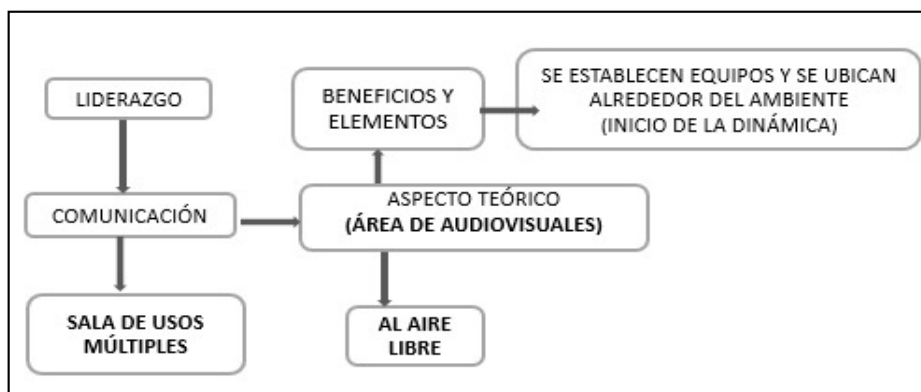 LIDERAZGO
COMUNICACIÓN
SALA DE USOS
MÚLTIPLES
BENEFICIOS Y
ELEMENTOS
ASPECTO TEÓRICO
(ÁREA DE AUDIOVISUALES)
AL AIRE
LIBRE
SE ESTABLECEN EQUIPOS Y SE UBICAN
ALREDEDOR DEL AMBIENTE
(INICIO DE LA DINÁMICA)